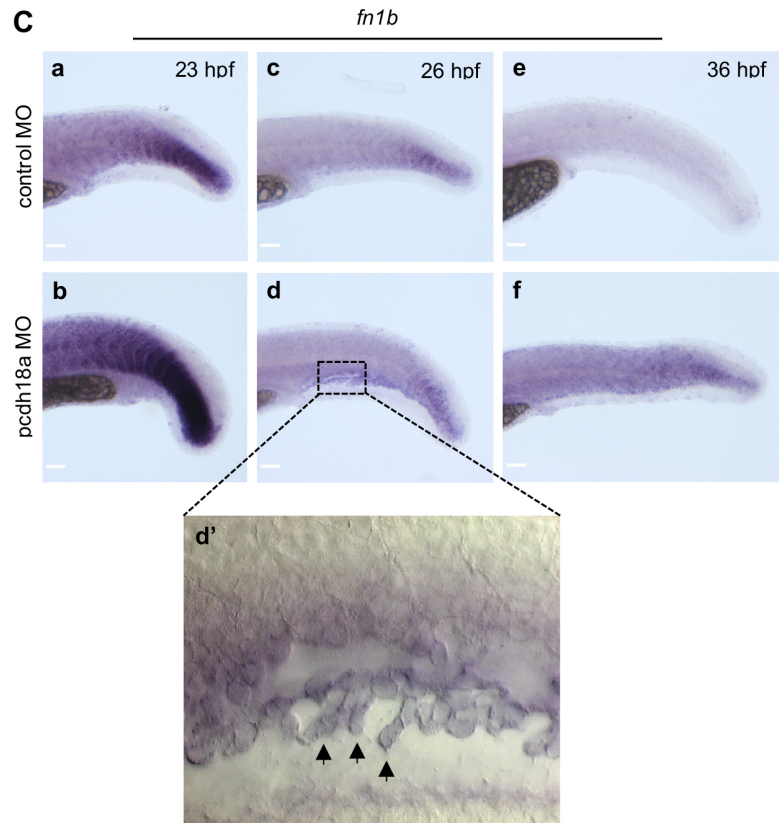 C
fn1b
a 23 hpf c 26 hpf e 36 hpf
control MO
b d f
pcdh18a MO
d'